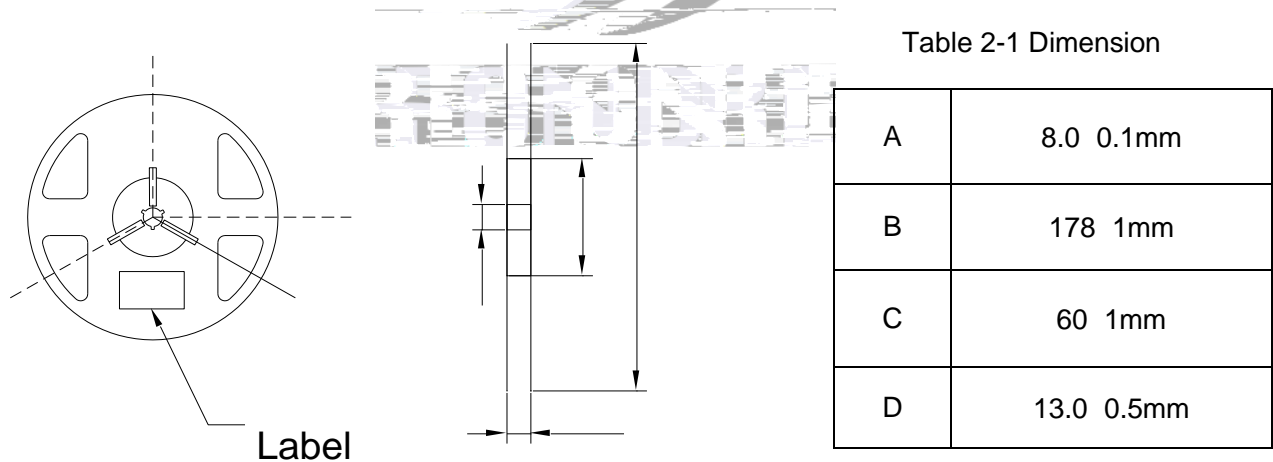 Table 2-1 Dimension
A 8.0 0.1mm
B 178 1mm
C 60 1mm
D 13.0 0.5mm
Label